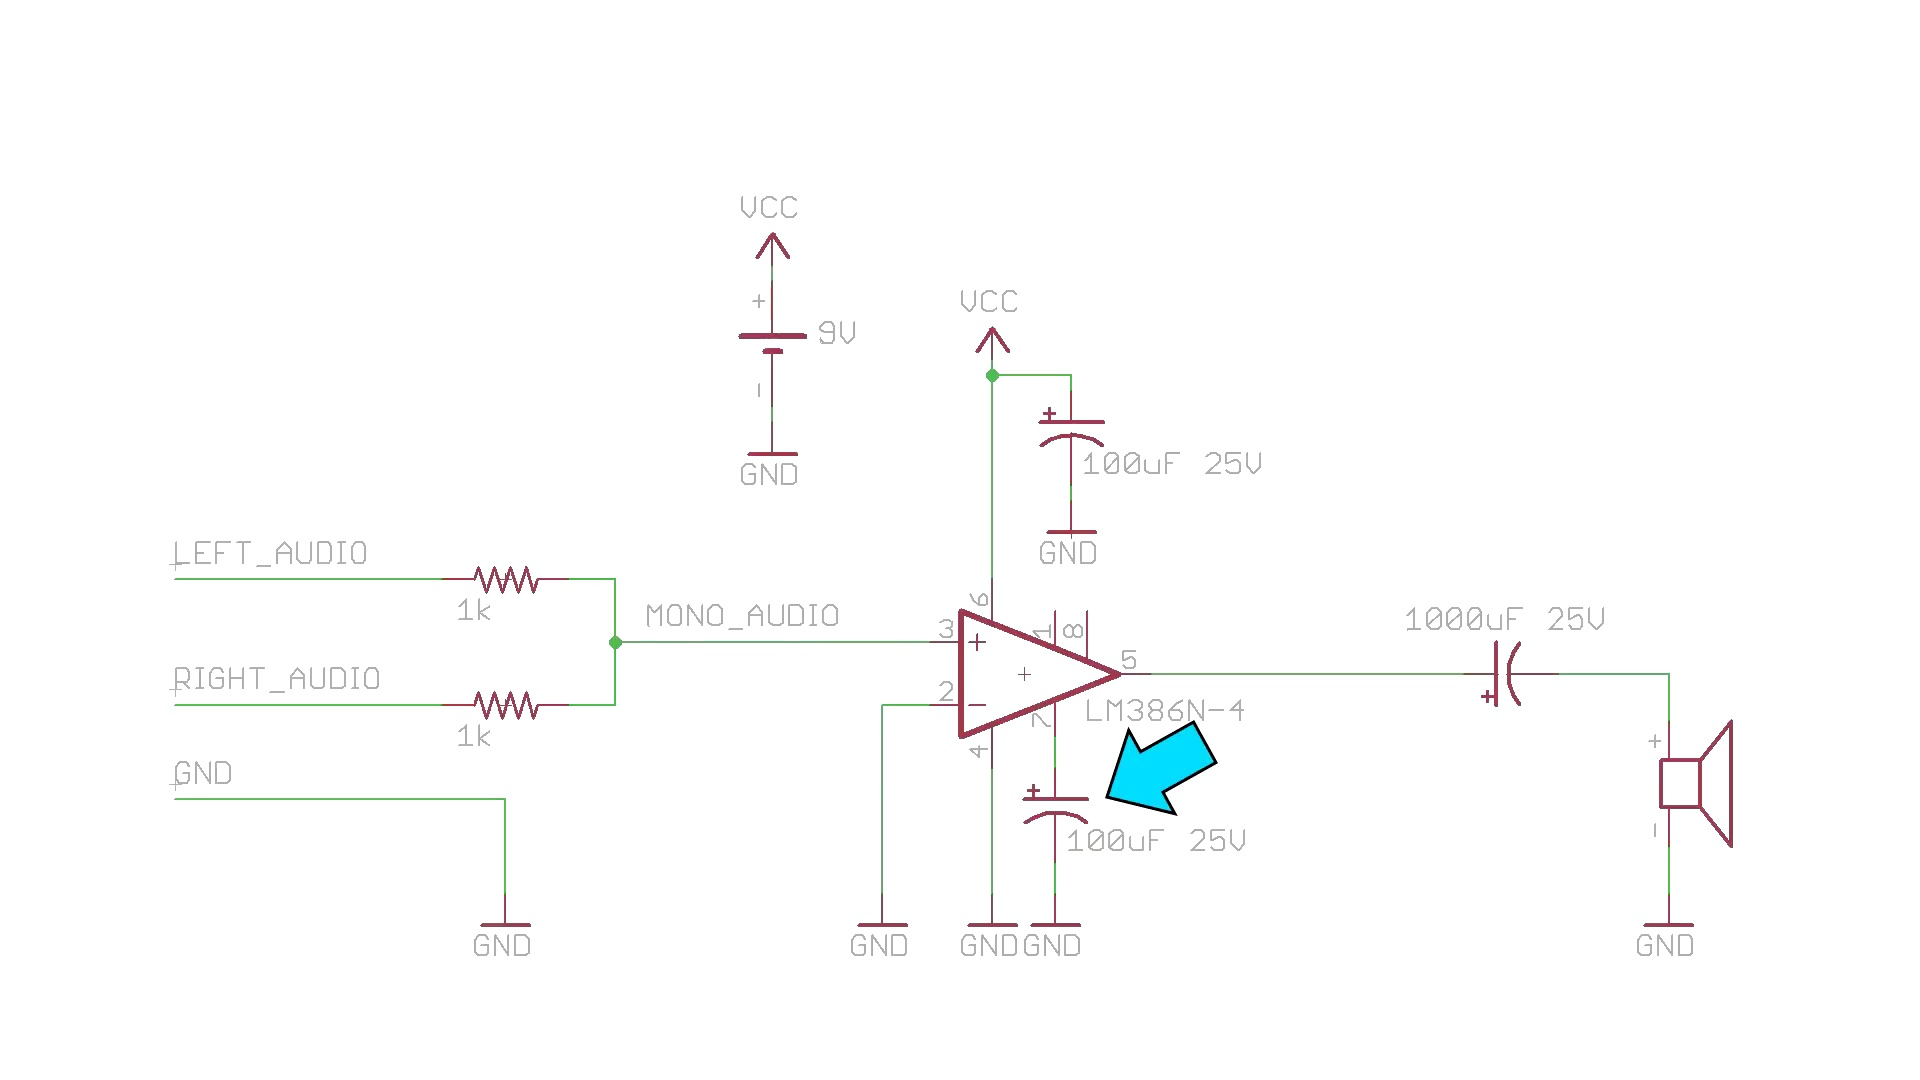 VCC
+
9V
-
GND
VCC
+
100uF 25V
GND
LEFT_AUDIO
1k
RIGHT_AUDIO
1k
GND
GND
MONO_AUDIO
6
3
+
1
8
5
2
-
LM386N-4
7
4
+
100uF 25V
GND
GND
GND
1000uF 25V
+
+
-
GND